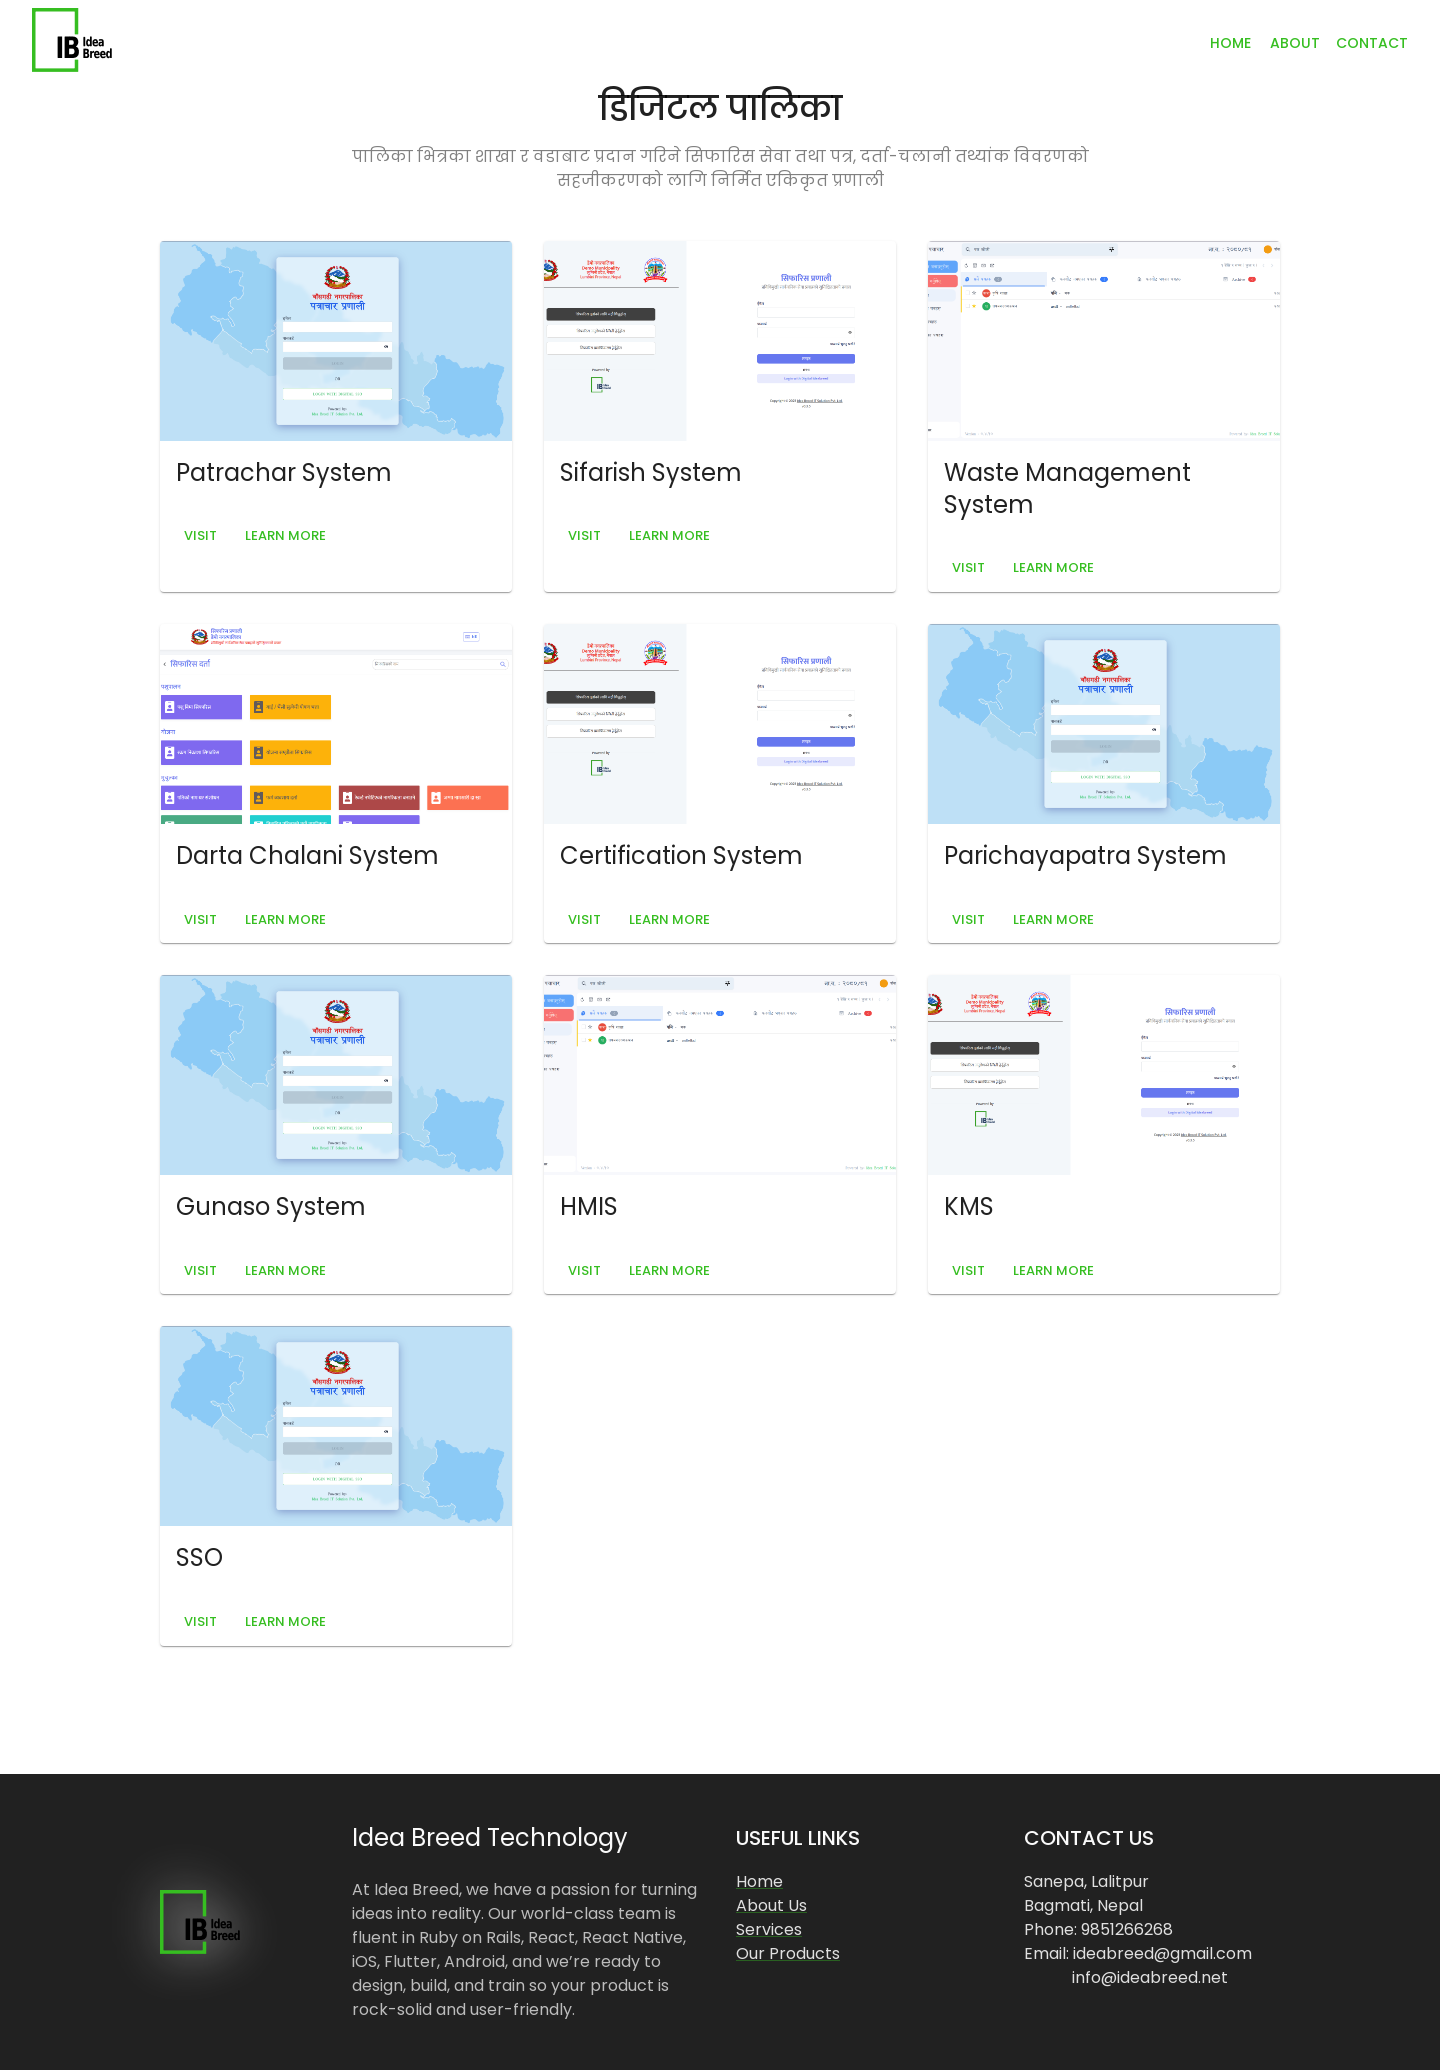 IB Idea
Breed
HOME ABOUT CONTACT
डिजिटल पालिका
पालिका भित्रका शाखा र वडाबाट प्रदान गरिने सिफारिस सेवा तथा पत्र, दर्ता-चलानी तथ्यांक विवरणको
सहजीकरणको लागि निर्मित एकिकृत प्रणाली
पत्राचार प्रणाली
Demo Municipality
सिफारिस प्रणाली
Patrachar System
VISIT LEARN MORE
Sifarish System
VISIT LEARN MORE
Waste Management
System
VISIT LEARN MORE
सिफारिस दर्ता
Demo Municipality
सिफारिस प्रणाली
पत्राचार प्रणाली
Darta Chalani System
VISIT LEARN MORE
Certification System
VISIT LEARN MORE
Parichayapatra System
VISIT LEARN MORE
पत्राचार प्रणाली
Demo Municipality
सिफारिस प्रणाली
Gunaso System
VISIT LEARN MORE
HMIS
VISIT LEARN MORE
KMS
VISIT LEARN MORE
पत्राचार प्रणाली
SSO
VISIT LEARN MORE
IB Idea
Breed
Idea Breed Technology
At Idea Breed, we have a passion for turning
ideas into reality. Our world-class team is
fluent in Ruby on Rails, React, React Native,
iOS, Flutter, Android, and we’re ready to
design, build, and train so your product is
rock-solid and user-friendly.
USEFUL LINKS
Home
About Us
Services
Our Products
CONTACT US
Sanepa, Lalitpur
Bagmati, Nepal
Phone: 9851266268
Email: ideabreed@gmail.com
info@ideabreed.net